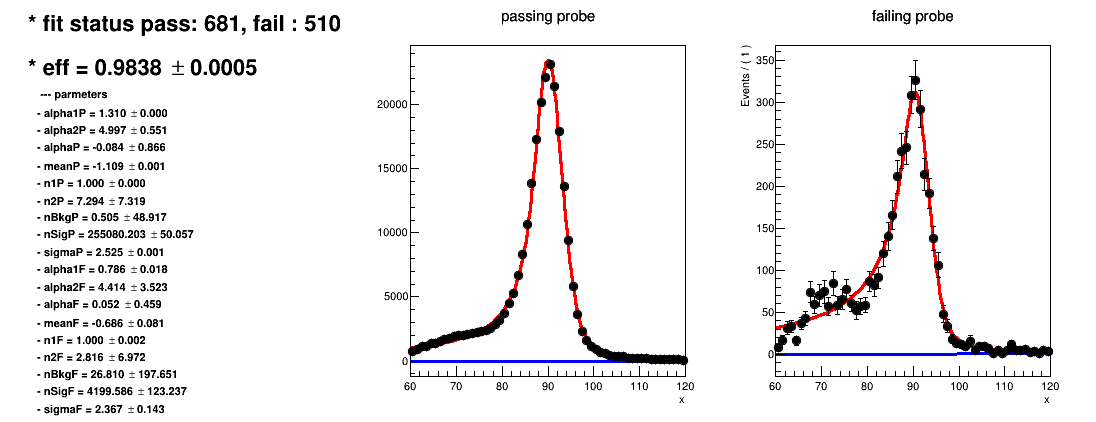 * fit status pass: 681, fail : 510
* eff = 0.9838 ± 0.0005
--- parmeters
- alpha1P = 1.310 ± 0.000
- alpha2P = 4.997 ± 0.551
- alphaP = -0.084 ± 0.866
- meanP = -1.109 ± 0.001
- n1P = 1.000 ± 0.000
- n2P = 7.294 ± 7.319
- nBkgP = 0.505 ± 48.917
- nSigP = 255080.203 ± 50.057
- sigmaP = 2.525 ± 0.001
- alpha1F = 0.786 ± 0.018
- alpha2F = 4.414 ± 3.523
- alphaF = 0.052 ± 0.459
- meanF = -0.686 ± 0.081
- n1F = 1.000 ± 0.002
- n2F = 2.816 ± 6.972
- nBkgF = 26.810 ± 197.651
- nSigF = 4199.586 ± 123.237
- sigmaF = 2.367 ± 0.143
passing probe
20000
15000
10000
5000
0
60 70 80 90 100 110 120
x
failing probe
Events / ( 1 )
350
300
250
200
150
100
50
0
60 70 80 90 100 110 120
x